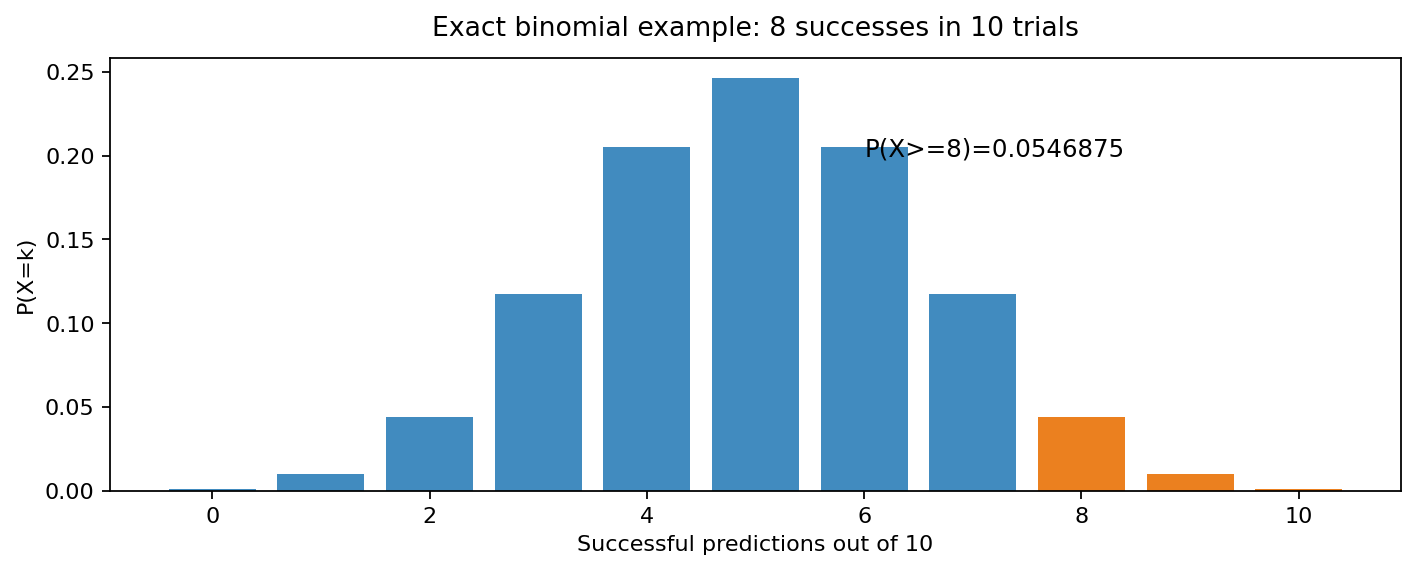 Exact binomial example: 8 successes in 10 trials
0.25
0.20
0.15
0.10
0.05
0.00
P(X=k)
P(X>=8)=0.0546875
0 2 4 6 8 10
Successful predictions out of 10